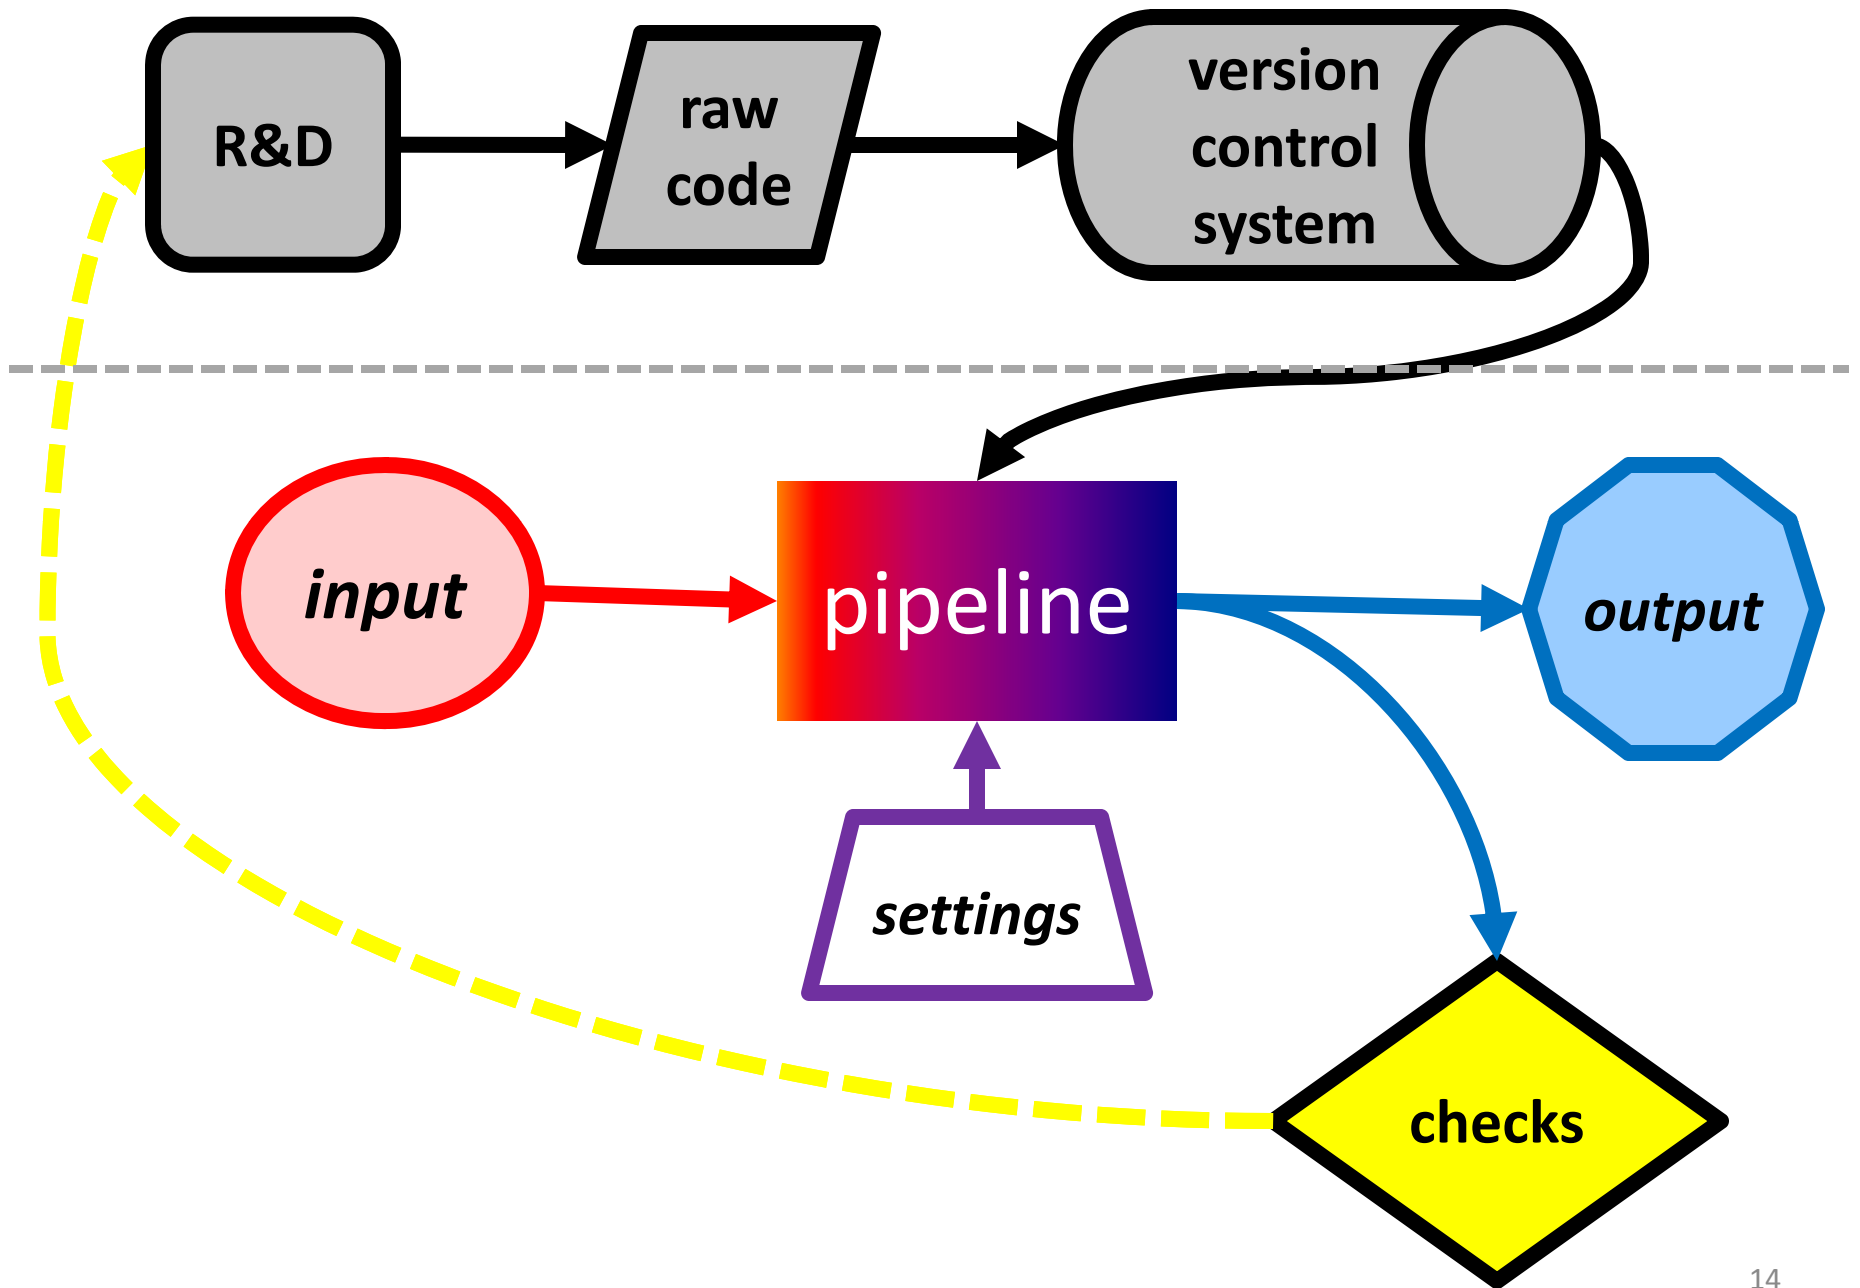 R&D
raw
code
version
control
system
input
pipeline
output
settings
checks
14